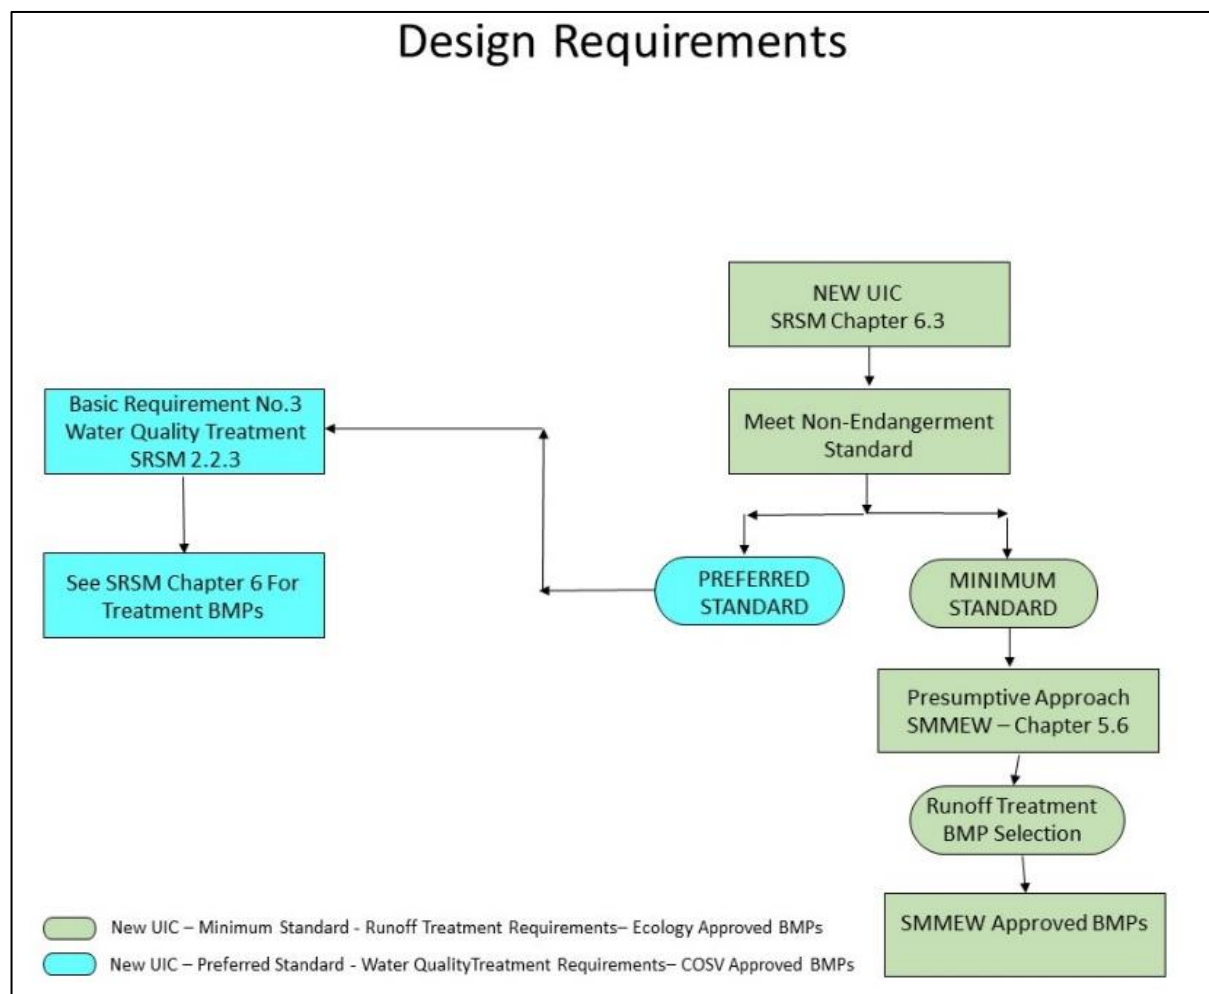 Design Requirements
NEW UIC
SRSM Chapter 6.3
Basic Requirement No.3
Water Quality Treatment
SRSM 2.2.3
Meet Non-Endangerment
Standard
See SRSM Chapter 6 For
Treatment BMPs
PREFERRED
STANDARD
MINIMUM
STANDARD
Presumptive Approach
SMMEW – Chapter 5.6
Runoff Treatment
BMP Selection
SMMEW Approved BMPs
New UIC – Minimum Standard - Runoff Treatment Requirements– Ecology Approved BMPs
New UIC – Preferred Standard - Water QualityTreatment Requirements– COSV Approved BMPs